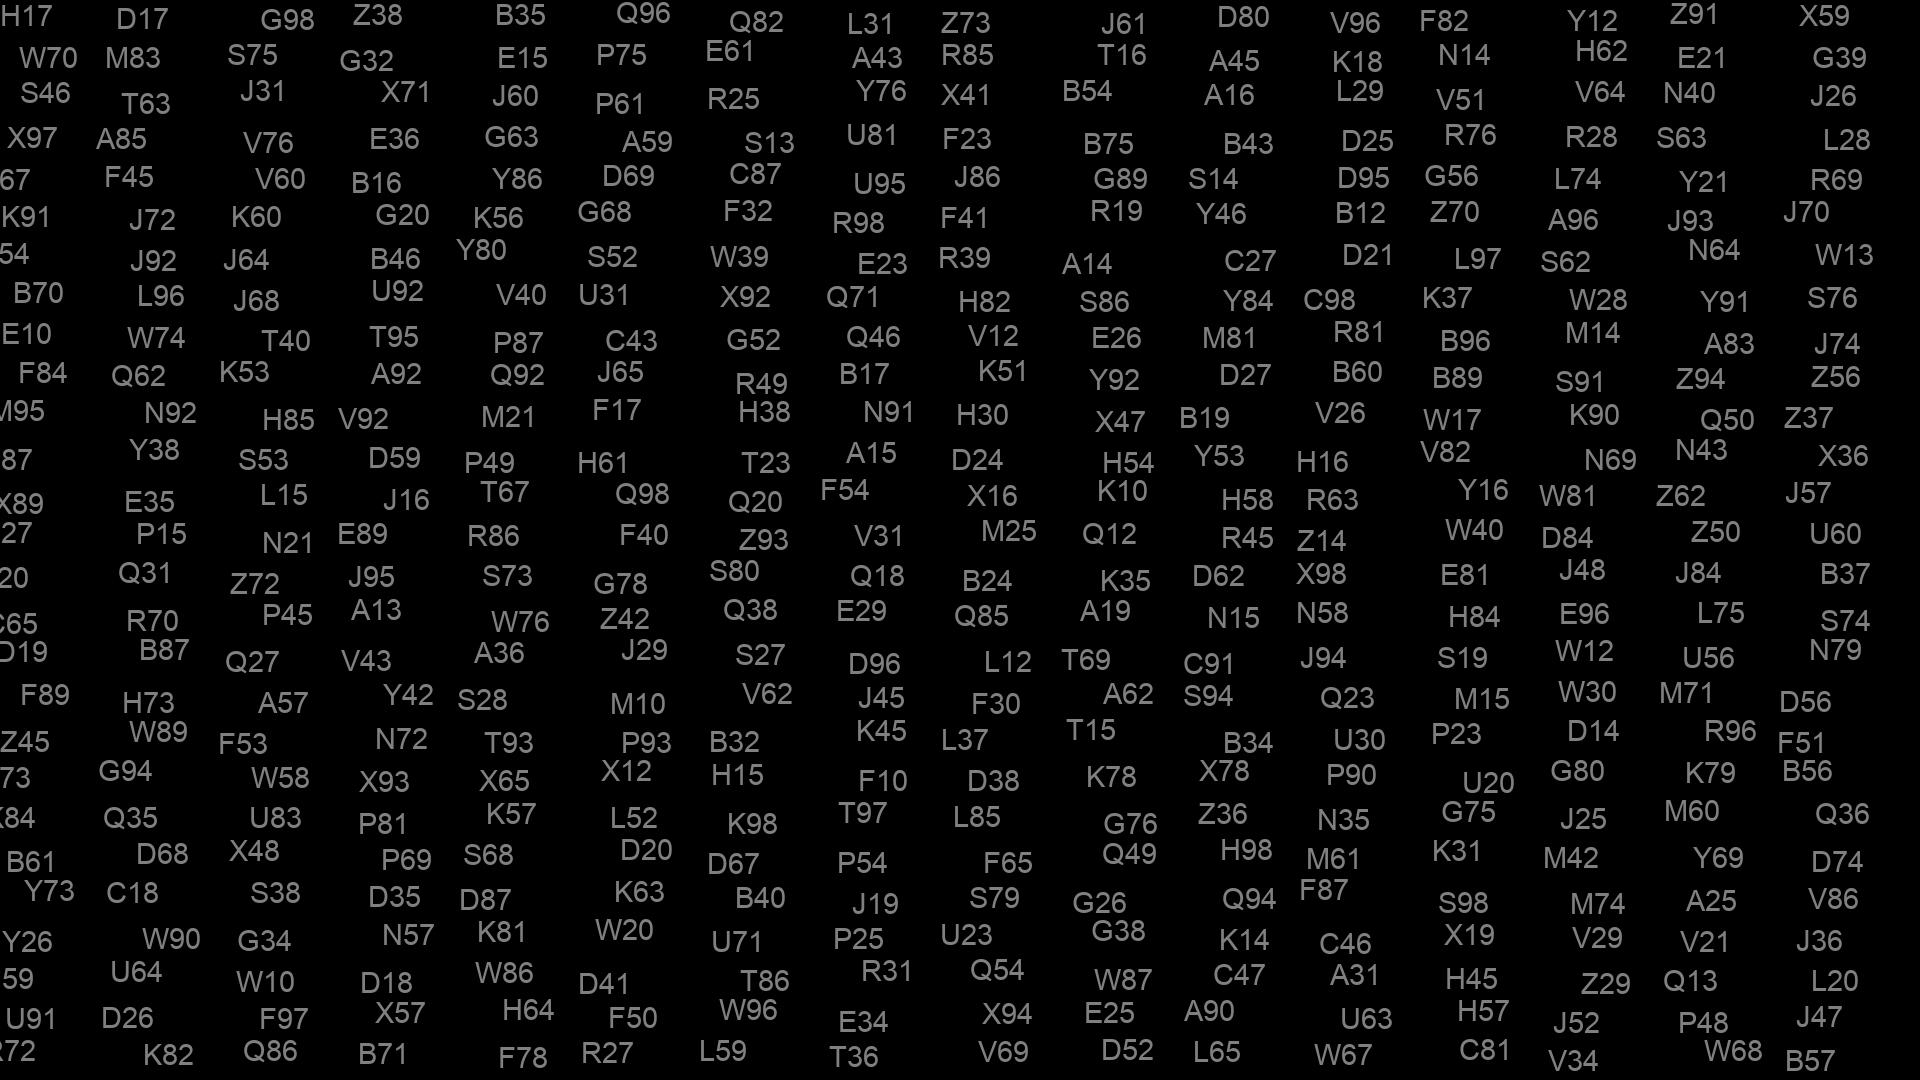 H17 D17 G98 Z38 B35 Q96 Q82 L31 Z73 J61 D80 V96 F82 Y12 Z91 X59
W70 M83 S75 G32 E15 P75 E61 A43 R85 T16 A45 K18 N14 H62 E21 G39
S46 T63 J31 X71 J60 P61 R25 Y76 X41 B54 A16 L29 V51 V64 N40 J26
X97 A85 V76 E36 G63 A59 S13 U81 F23 B75 B43 D25 R76 R28 S63 L28
67 F45 V60 B16 Y86 D69 C87 U95 J86 G89 S14 D95 G56 L74 Y21 R69
K91 J72 K60 G20 K56 G68 F32 R98 F41 R19 Y46 B12 Z70 A96 J93 J70
54 J92 J64 B46 Y80 S52 W39 E23 R39 A14 C27 D21 L97 S62 N64 W13
B70 L96 J68 U92 V40 U31 X92 Q71 H82 S86 Y84 C98 K37 W28 Y91 S76
E10 W74 T40 T95 P87 C43 G52 Q46 V12 E26 M81 R81 B96 M14 A83 J74
F84 Q62 K53 A92 Q92 J65 R49 B17 K51 Y92 D27 B60 B89 S91 Z94 Z56
M95 N92 H85 V92 M21 F17 H38 N91 H30 X47 B19 V26 W17 K90 Q50 Z37
87 Y38 S53 D59 P49 H61 T23 A15 D24 H54 Y53 H16 V82 N69 N43 X36
X89 E35 L15 J16 T67 Q98 Q20 F54 X16 K10 H58 R63 Y16 W81 Z62 J57
27 P15 N21 E89 R86 F40 Z93 V31 M25 Q12 R45 Z14 W40 D84 Z50 U60
20 Q31 Z72 J95 S73 G78 S80 Q18 B24 K35 D62 X98 E81 J48 J84 B37
C65 R70 P45 A13 W76 Z42 Q38 E29 Q85 A19 N15 N58 H84 E96 L75 S74
D19 B87 Q27 V43 A36 J29 S27 D96 L12 T69 C91 J94 S19 W12 U56 N79
F89 H73 A57 Y42 S28 M10 V62 J45 F30 A62 S94 Q23 M15 W30 M71 D56
Z45 W89 F53 N72 T93 P93 B32 K45 L37 T15 B34 U30 P23 D14 R96 F51
73 G94 W58 X93 X65 X12 H15 F10 D38 K78 X78 P90 U20 G80 K79 B56
K84 Q35 U83 P81 K57 L52 K98 T97 L85 G76 Z36 N35 G75 J25 M60 Q36
B61 D68 X48 P69 S68 D20 D67 P54 F65 Q49 H98 M61 K31 M42 Y69 D74
Y73 C18 S38 D35 D87 K63 B40 J19 S79 G26 Q94 F87 S98 M74 A25 V86
Y26 W90 G34 N57 K81 W20 U71 P25 U23 G38 K14 C46 X19 V29 V21 J36
59 U64 W10 D18 W86 D41 T86 R31 Q54 W87 C47 A31 H45 Z29 Q13 L20
U91 D26 F97 X57 H64 F50 W96 E34 X94 E25 A90 U63 H57 J52 P48 J47
72 K82 Q86 B71 F78 R27 L59 T36 V69 D52 L65 W67 C81 V34 W68 B57